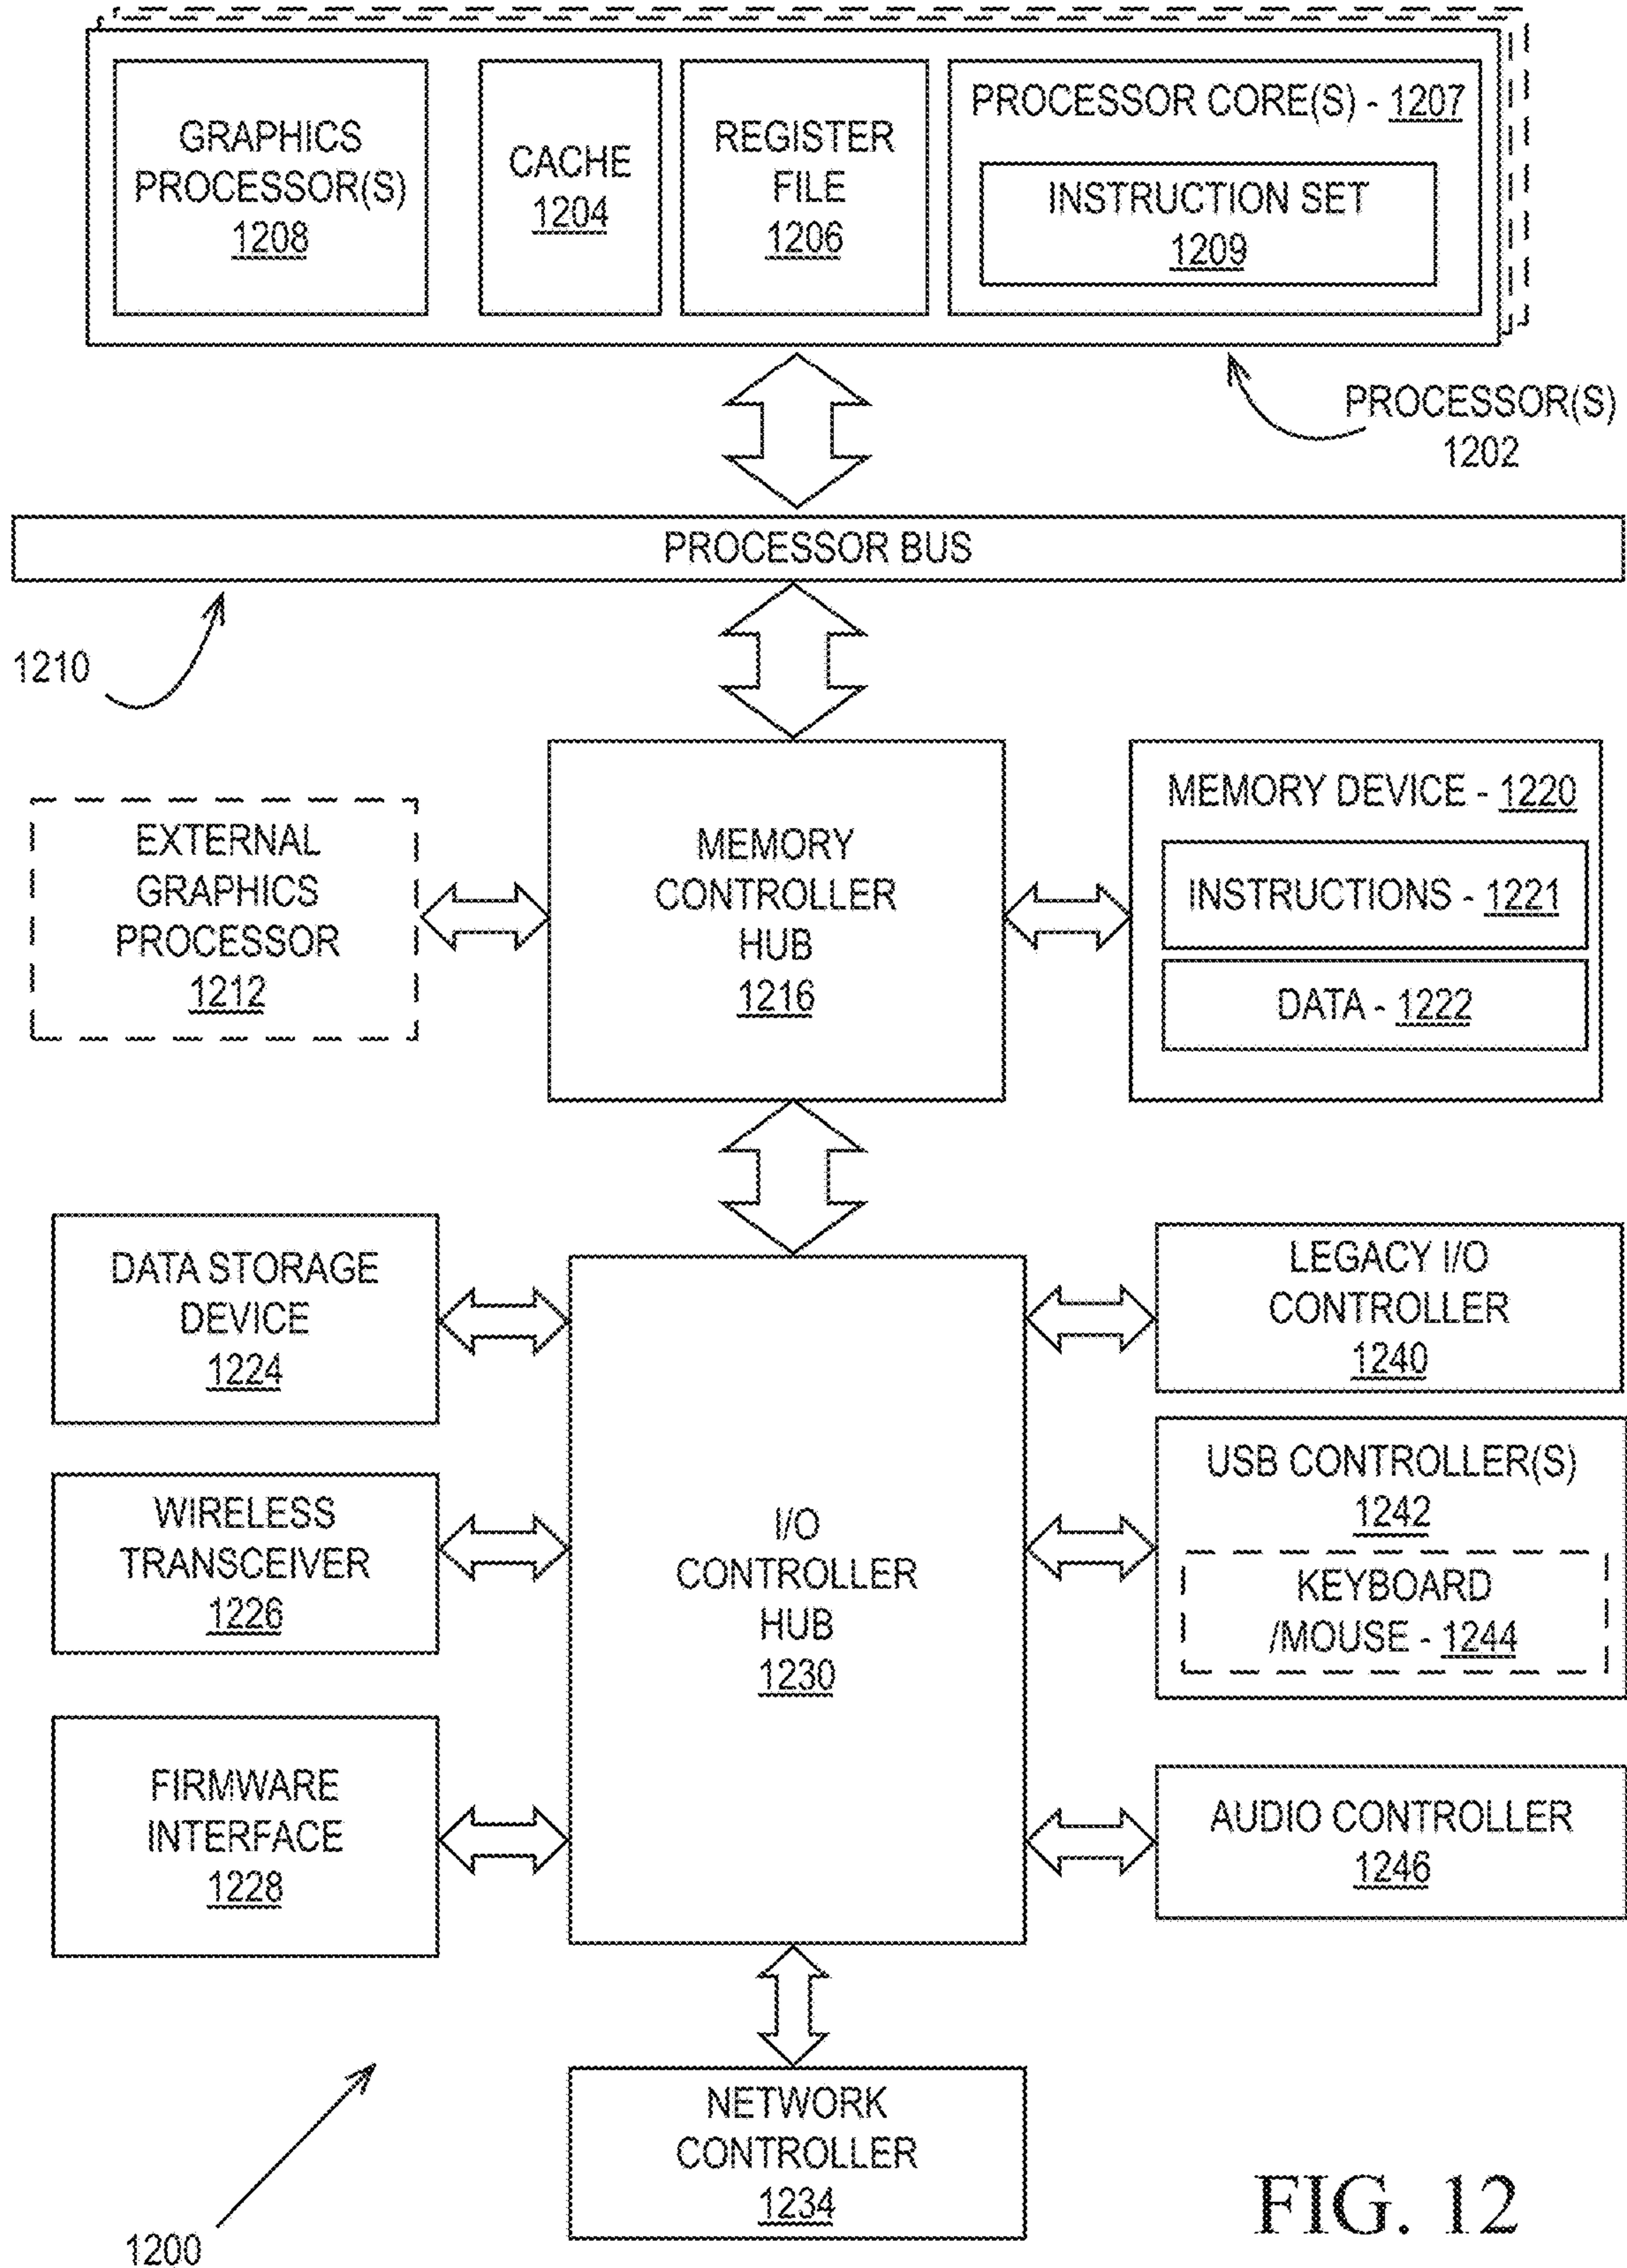 GRAPHICS
PROCESSOR(S)
1208
CACHE
1204
REGISTER
FILE
1206
PROCESSOR CORE(S) - 1207
INSTRUCTION SET
1209
PROCESSOR(S)
1202
PROCESSOR BUS
1210
EXTERNAL
GRAPHICS
PROCESSOR
1212
MEMORY
CONTROLLER
HUB
1216
MEMORY DEVICE - 1220
INSTRUCTIONS - 1221
DATA - 1222
DATA STORAGE
DEVICE
1224
WIRELESS
TRANSCEIVER
1226
FIRMWARE
INTERFACE
1228
I/O
CONTROLLER
HUB
1230
LEGACY I/O
CONTROLLER
1240
USB CONTROLLER(S)
1242
KEYBOARD
/MOUSE - 1244
AUDIO CONTROLLER
1246
NETWORK
CONTROLLER
1234
1200
FIG. 12